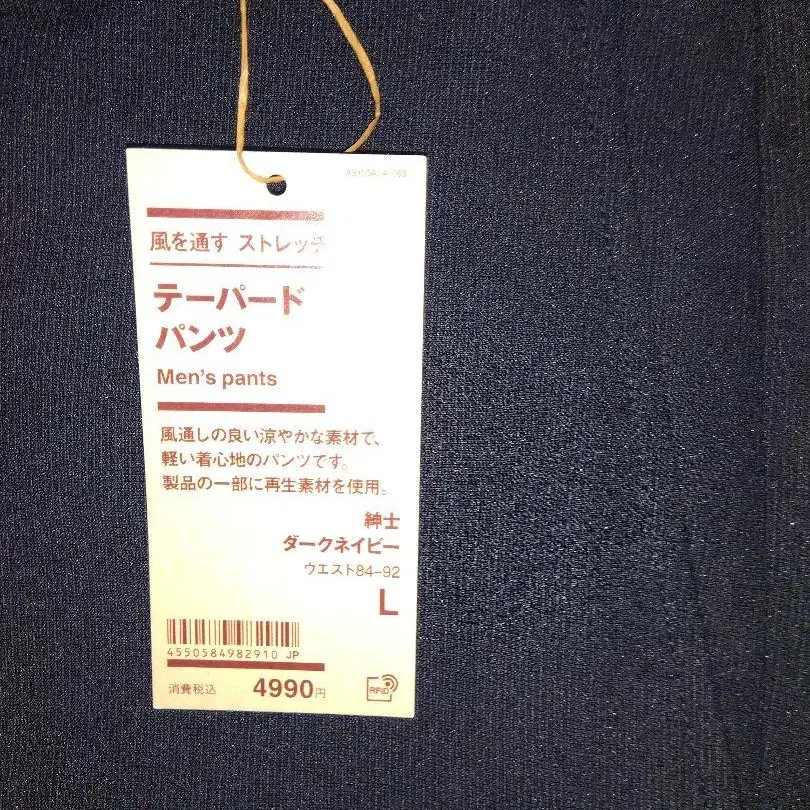 風を通す ストレッチ
テーパード
パンツ
Men's pants
風通しの良い涼やかな素材で、
軽い着心地のパンツです。
製品の一部に再生素材を使用。
紳士
ダークネイビー
ウエスト84-92
L
4550584982910 JP
消費税込 4990円
RFID